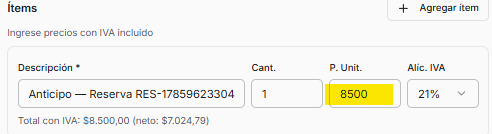 Ítems
+ Agregar ítem
Ingrese precios con IVA incluido
Descripción * Cant. P. Unit. Alíc. IVA
Anticipo — Reserva RES-17859623304 1 8500 21%
Total con IVA: $8.500,00 (neto: $7.024,79)